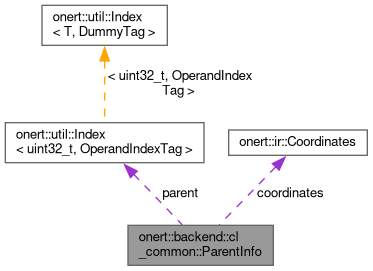 onert::util::Index
< T, DummyTag >
< uint32_t, OperandIndex
Tag >
onert::util::Index
< uint32_t, OperandIndexTag >
onert::ir::Coordinates
parent
coordinates
onert::backend::cl
_common::ParentInfo